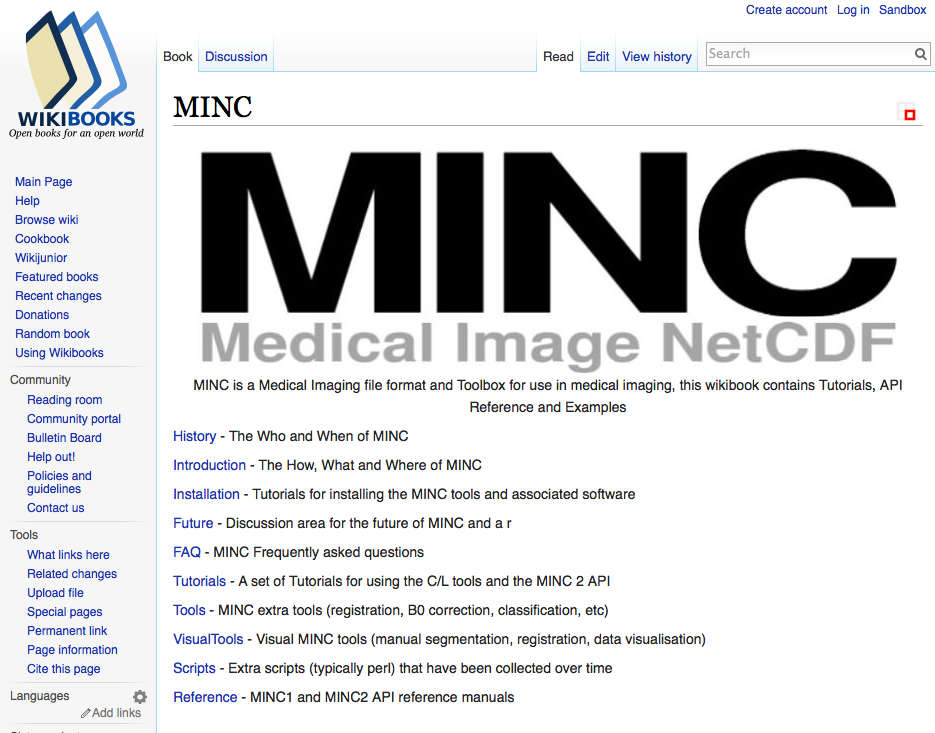 Create account Log in Sandbox
WIKIBOOKS
Open books for an open world
Book Discussion Read Edit View history Search
MINC
MINC
Medical Image NetCDF
MINC is a Medical Imaging file format and Toolbox for use in medical imaging, this wikibook contains Tutorials, API
Reference and Examples
History - The Who and When of MINC
Introduction - The How, What and Where of MINC
Installation - Tutorials for installing the MINC tools and associated software
Future - Discussion area for the future of MINC and a r
FAQ - MINC Frequently asked questions
Tutorials - A set of Tutorials for using the C/L tools and the MINC 2 API
Tools - MINC extra tools (registration, B0 correction, classification, etc)
VisualTools - Visual MINC tools (manual segmentation, registration, data visualisation)
Scripts - Extra scripts (typically perl) that have been collected over time
Reference - MINC1 and MINC2 API reference manuals
Main Page
Help
Browse wiki
Cookbook
Wikijunior
Featured books
Recent changes
Donations
Random book
Using Wikibooks
Community
Reading room
Community portal
Bulletin Board
Help out!
Policies and
guidelines
Contact us
Tools
What links here
Related changes
Upload file
Special pages
Permanent link
Page information
Cite this page
Languages
Add links